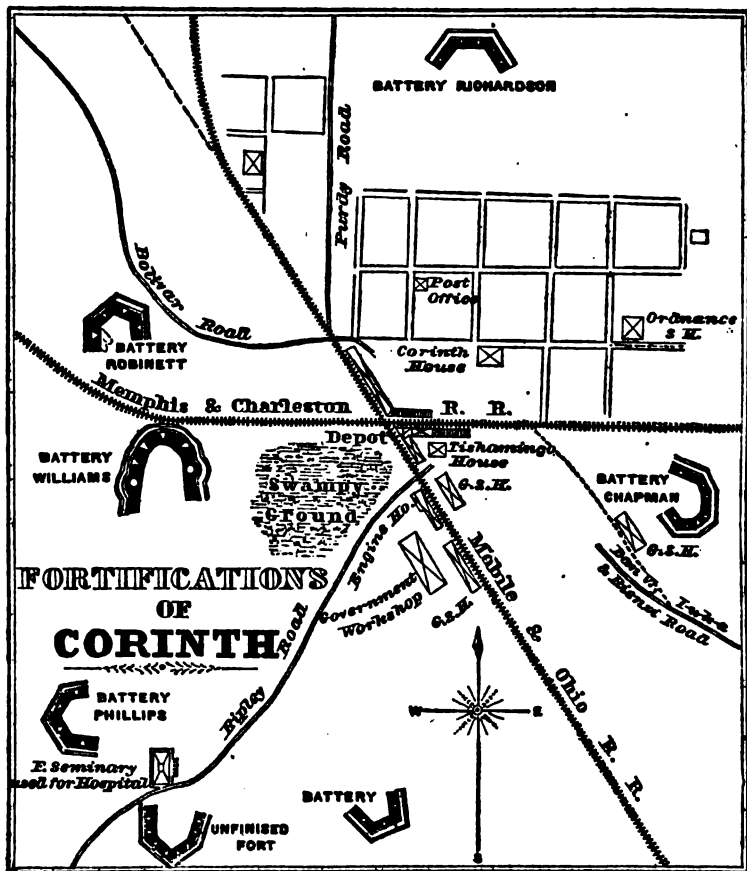 BATTERY RICHARDSON
Purdy Road
Bolivar Road
Post
Office
Ordinance
S H.
BATTERY
ROBINETT
Corinth
House
Memphis & Charleston R. R.
Depot
Tishamingo
House
BATTERY
WILLIAMS
Swampy
Ground
G.S.H.
BATTERY
CHAPMAN
Engine Ho.
G.S.H.
Mobile & Ohio R. R.
& Road
FORTIFICATIONS
OF
CORINTH
Government
Workshop
G.S.H.
Ripley Road
BATTERY
PHILLIPS
W E
F. Seminary
used for Hospital
BATTERY
UNFINISED
FORT
S